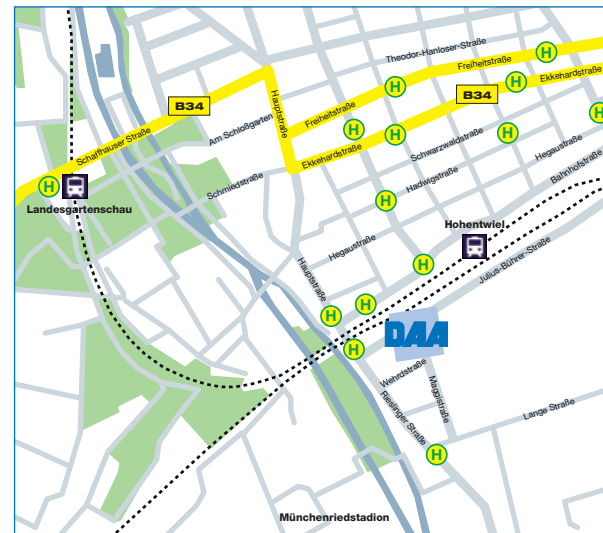 Theodor-Hanloser-Straße
H
Freiheitstraße
H
Ekkehardstraße
H
B34
H
B34
Hauptstraße
Freiheitstraße
Schaffhauser Straße
Am Schloßgarten
H
H
H
Schwarzwaldstraße
Ekkehardstraße
Hegaustraße
Bahnhofstraße
H
Landesgartenschau
Schmiedstraße
Hadwigstraße
H
Hohentwiel
Hegaustraße
Hauptstraße
H
Julius-Bührer-Straße
H
H
DAA
H
Wehrdstraße
Maggistraße
Rielasinger Straße
Lange Straße
H
Münchenriedstadion